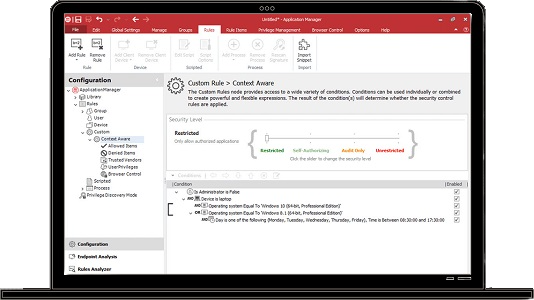 Untitled* - Application Manager
File Edit Global Settings Manage Groups Rules Rule Items Privilege Management Browser Control Options Help
Add Rule Remove Rule Add Client Device Remove Client Device Edit Script Script Options Add Process Remove Process Assign Signature Import Snippet
Rule Device Scripted Process Import
Configuration
ApplicationManager
Library
Rules
Group
User
Device
Custom
Context Aware
Allowed Items
Denied Items
Trusted Vendors
UserPrivileges
Browser Control
Scripted
Process
Privilege Discovery Mode
Configuration
Endpoint Analysis
Rules Analyzer
Custom Rule > Context Aware
The Custom Rules node provides access to a wide variety of conditions. Conditions can be used individually or combined
to create powerful and flexible expressions. The result of the condition(s) will determine whether the security control
rules are applied.
Security Level
Restricted
Only allow authorized applications
Restricted Self-Authorizing Audit Only Unrestricted
Click the slider to change the security level
Conditions
Condition Enabled
Is Administrator is False
AND Device is laptop
AND Operating system Equal To 'Windows 10 (64-bit, Professional Edition)'
OR Operating system Equal To 'Windows 8.1 (64-bit, Professional Edition)'
AND Day is one of the following (Monday, Tuesday, Wednesday, Thursday, Friday), Time is Between 08:30:00 and 17:30:00